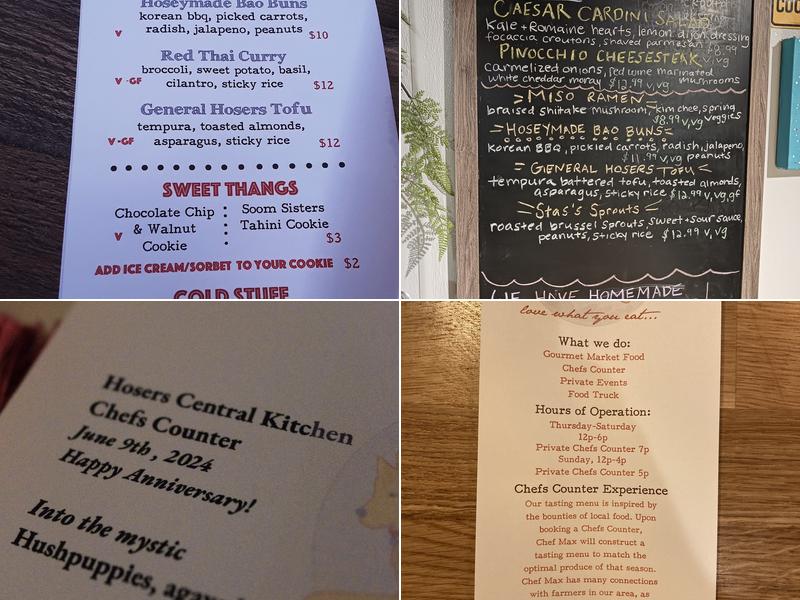 Hoseymade Bao Buns
korean bbq, picked carrots,
radish, jalapeno, peanuts $10
V
Red Thai Curry
broccoli, sweet potato, basil,
cilantro, sticky rice $12
V · GF
General Hosers Tofu
tempura, toasted almonds,
asparagus, sticky rice $12
V · GF
SWEET THANGS
Chocolate Chip
& Walnut
Cookie
V
Soom Sisters
Tahini Cookie
$3
ADD ICE CREAM/SORBET TO YOUR COOKIE $2
COLD STUFF
CAESAR CARDINI SALAD
kale + Romaine hearts, lemon dijon dressing
focaccia croutons, shaved parmesan $8.99
v,vg
PINOCCHIO CHEESESTEAK
carmelized onions, red wine marinated
mushrooms
white cheddar mornay $12.99 v,vg
MISO RAMEN
braised shitake mushroom, kim chee, spring
veggies
$8.99 v,vg
HOSEYMADE BAO BUNS
Korean BBQ, pickled carrots, radish, jalapeno,
$11.99 v,vg peanuts
GENERAL HOSERS TOFU
tempura battered tofu, toasted almonds,
asparagus, sticky rice $12.99 v,vg,gf
Stas's Sprouts
roasted brussel sprouts, sweet + sour sauce,
peanuts, sticky rice $12.99 v,vg
WE HAVE HOMEMADE
Hosers Central Kitchen
Chefs Counter
June 9th, 2024
Happy Anniversary!
Into the mystic
Hushpuppies,
love what you eat...
What we do:
Gourmet Market Food
Chefs Counter
Private Events
Food Truck
Hours of Operation:
Thursday-Saturday
12p-6p
Private Chefs Counter 7p
Sunday, 12p-4p
Private Chefs Counter 5p
Chefs Counter Experience
Our tasting menu is inspired by
the bounties of local food. Upon
booking a Chefs Counter,
Chef Max will construct a
tasting menu to match the
optimal produce of that season.
Chef Max has many connections
with farmers in our area, as